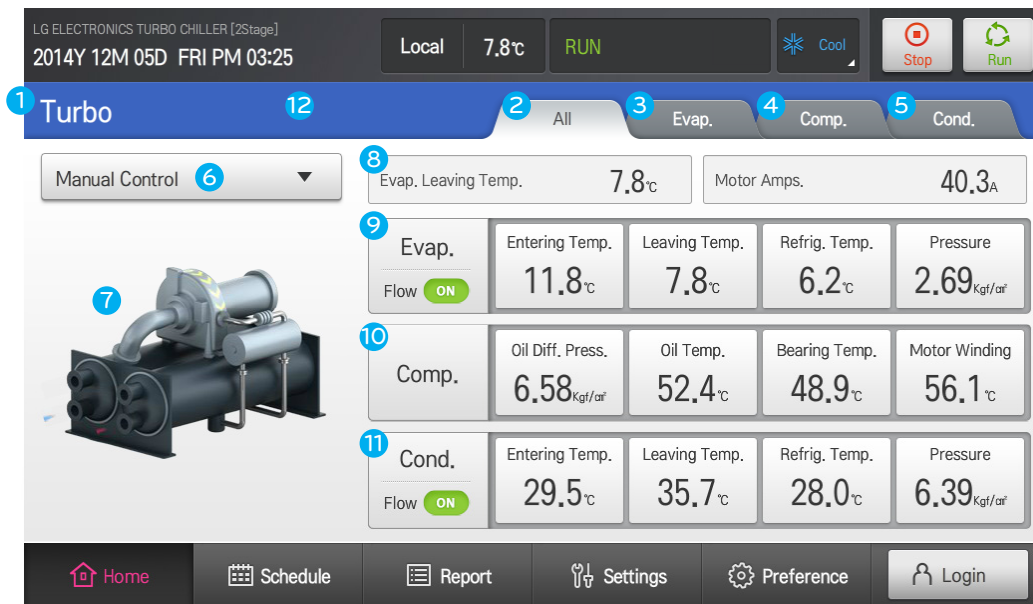 LG ELECTRONICS TURBO CHILLER [2Stage]
2014Y 12M 05D FRI PM 03:25
Local 7.8℃ RUN Cool Stop Run
1 Turbo 12 2 All 3 Evap. 4 Comp. 5 Cond.
Manual Control 6 ▼
8 Evap. Leaving Temp. 7.8℃ Motor Amps. 40.3A
7
9 Evap.
Flow ON
Entering Temp. Leaving Temp. Refrig. Temp. Pressure
11.8℃ 7.8℃ 6.2℃ 2.69Kgf/㎠
10 Comp.
Oil Diff. Press. Oil Temp. Bearing Temp. Motor Winding
6.58Kgf/㎠ 52.4℃ 48.9℃ 56.1℃
11 Cond.
Flow ON
Entering Temp. Leaving Temp. Refrig. Temp. Pressure
29.5℃ 35.7℃ 28.0℃ 6.39Kgf/㎠
Home Schedule Report Settings Preference Login